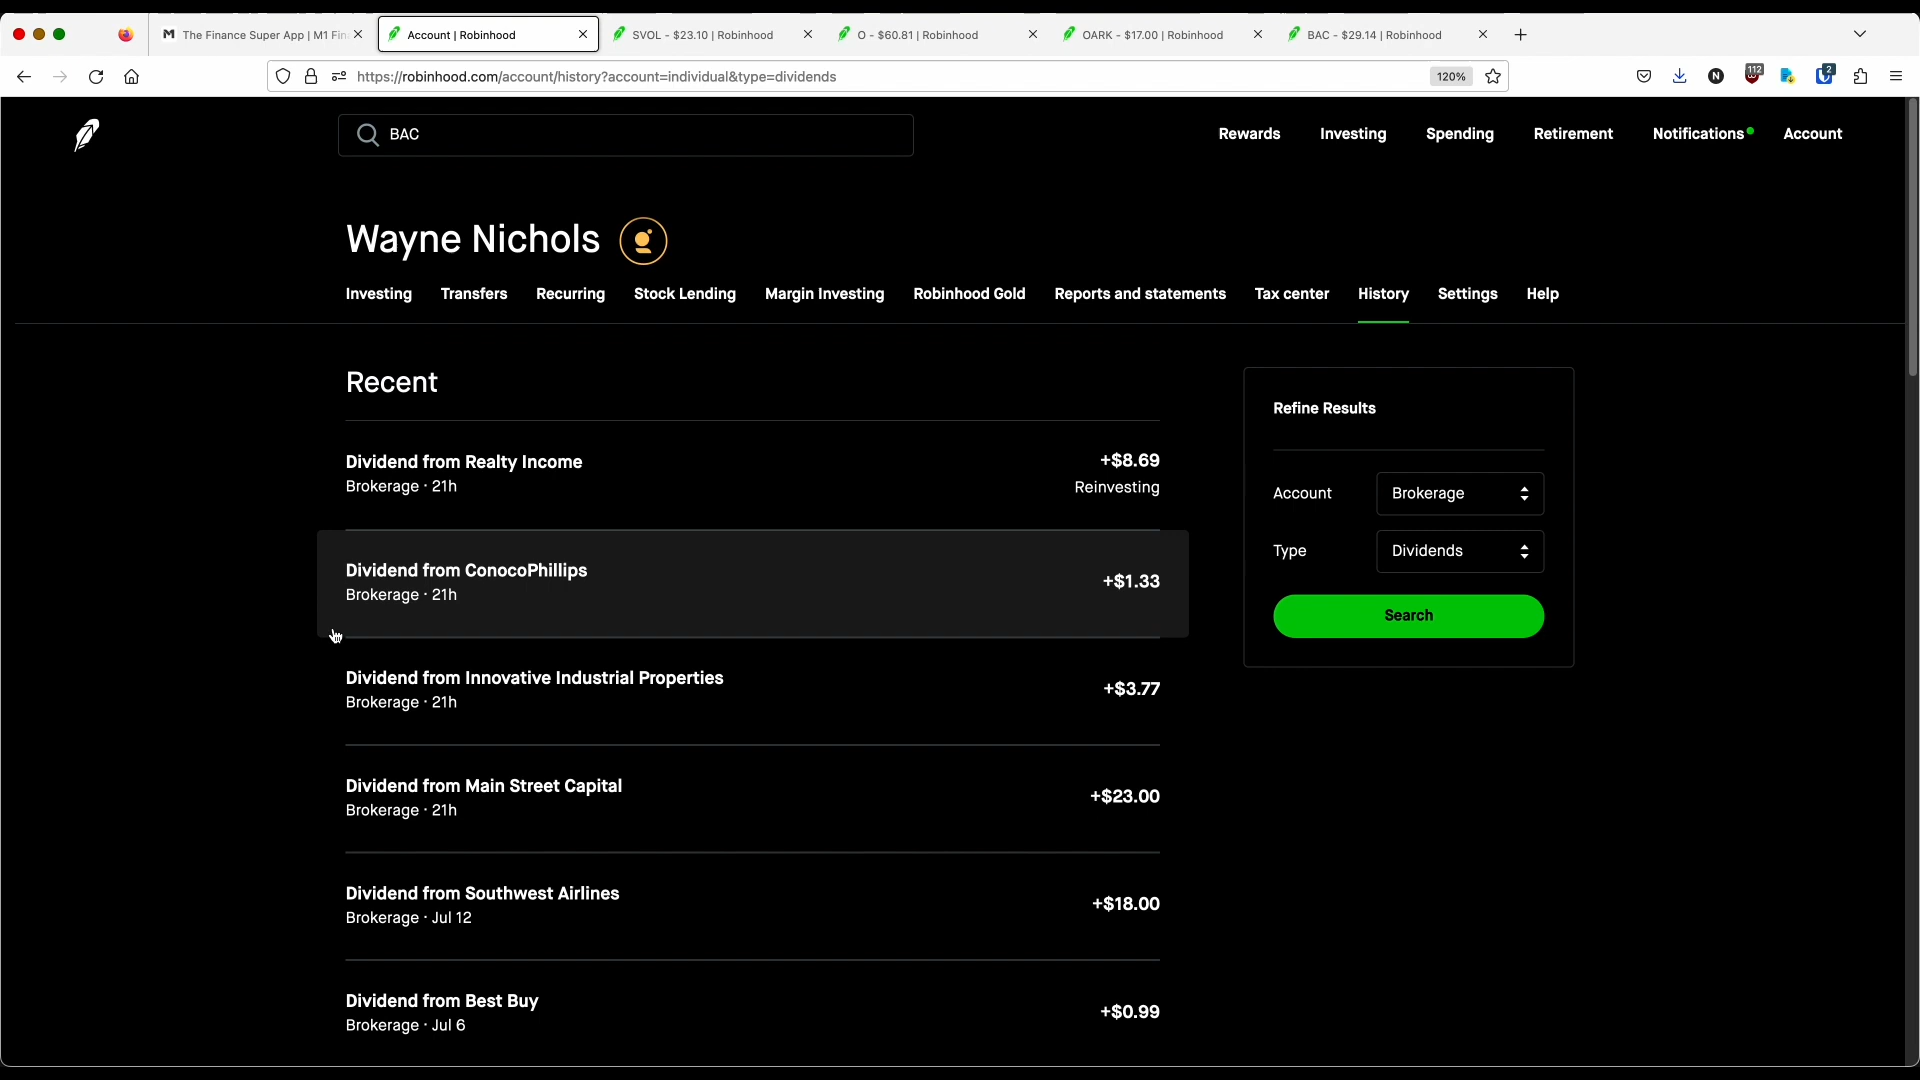 The Finance Super App | M1 Fin
Account | Robinhood
SVOL - $23.10 | Robinhood
O - $60.81 | Robinhood
OARK - $17.00 | Robinhood
BAC - $29.14 | Robinhood
https://robinhood.com/account/history?account=individual&type=dividends
120%
N
112
2
BAC
Rewards
Investing
Spending
Retirement
Notifications
Account
Wayne Nichols
Investing
Transfers
Recurring
Stock Lending
Margin Investing
Robinhood Gold
Reports and statements
Tax center
History
Settings
Help
Recent
Dividend from Realty Income
Brokerage · 21h
+$8.69
Reinvesting
Dividend from ConocoPhillips
Brokerage · 21h
+$1.33
Dividend from Innovative Industrial Properties
Brokerage · 21h
+$3.77
Dividend from Main Street Capital
Brokerage · 21h
+$23.00
Dividend from Southwest Airlines
Brokerage · Jul 12
+$18.00
Dividend from Best Buy
Brokerage · Jul 6
+$0.99
Refine Results
Account
Brokerage
Type
Dividends
Search